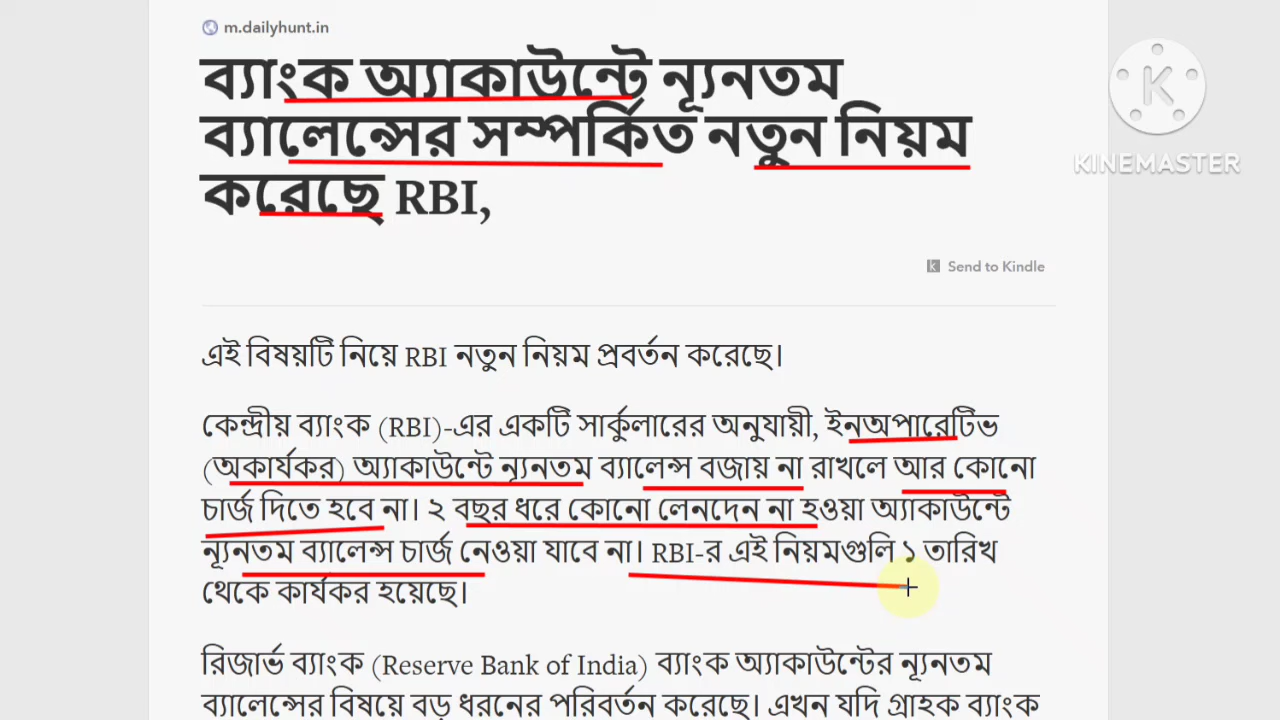 m.dailyhunt.in
ব্যাংক অ্যাকাউন্টে ন্যূনতম
ব্যালেন্সের সম্পর্কিত নতুন নিয়ম
করেছে RBI,
KINEMASTER
Send to Kindle
এই বিষয়টি নিয়ে RBI নতুন নিয়ম প্রবর্তন করেছে।
কেন্দ্রীয় ব্যাংক (RBI)-এর একটি সার্কুলারের অনুযায়ী, ইনঅপারেটিভ
(অকার্যকর) অ্যাকাউন্টে ন্যূনতম ব্যালেন্স বজায় না রাখলে আর কোনো
চার্জ দিতে হবে না। ২ বছর ধরে কোনো লেনদেন না হওয়া অ্যাকাউন্টে
ন্যূনতম ব্যালেন্স চার্জ নেওয়া যাবে না। RBI-র এই নিয়মগুলি ১ তারিখ
থেকে কার্যকর হয়েছে।
রিজার্ভ ব্যাংক (Reserve Bank of India) ব্যাংক অ্যাকাউন্টের ন্যূনতম
ব্যালেন্সের বিষয়ে বড় ধরনের পরিবর্তন করেছে। এখন যদি গ্রাহক ব্যাংক